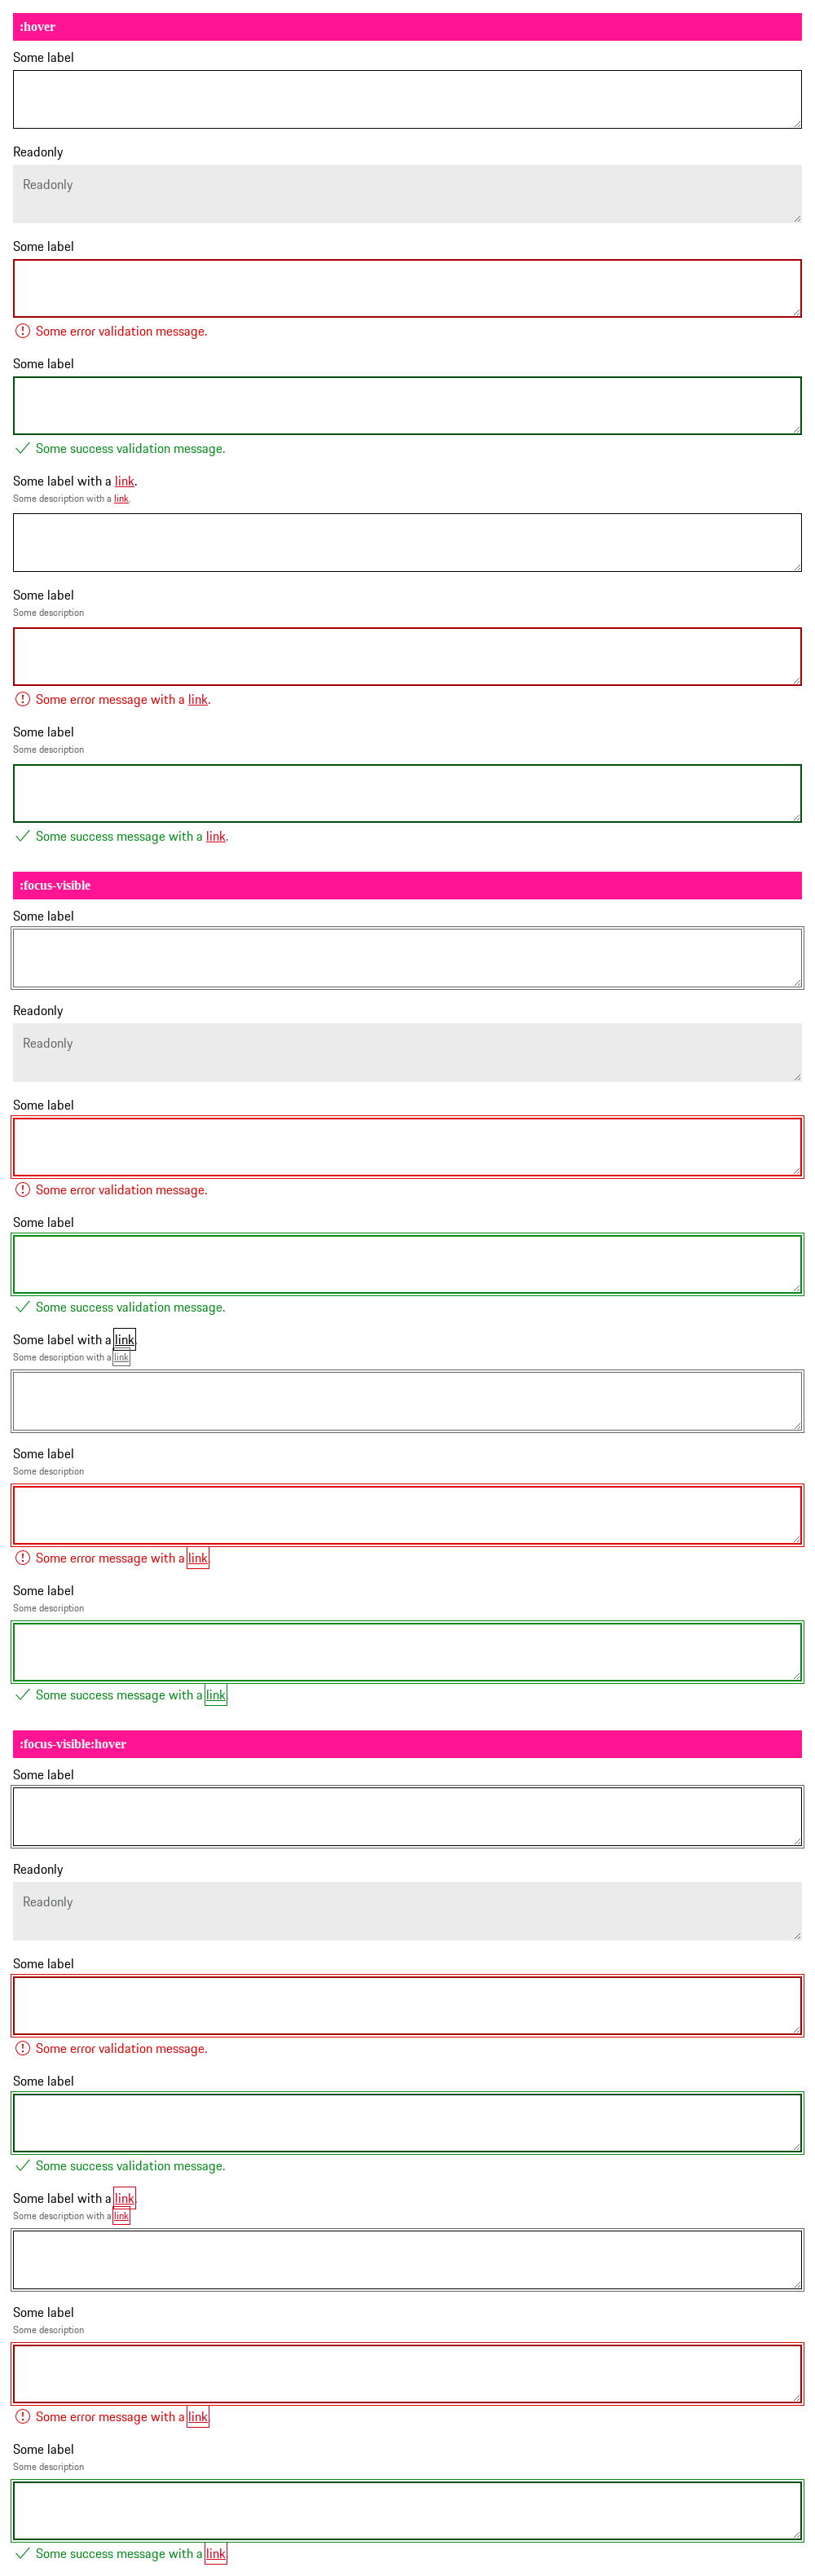 :hover
Some label
Readonly
Readonly
Some label
Some error validation message.
Some label
Some success validation message.
Some label with a link.
Some description with a link.
Some label
Some description
Some error message with a link.
Some label
Some description
Some success message with a link.
:focus-visible
Some label
Readonly
Readonly
Some label
Some error validation message.
Some label
Some success validation message.
Some label with a link.
Some description with a link.
Some label
Some description
Some error message with a link.
Some label
Some description
Some success message with a link.
:focus-visible:hover
Some label
Readonly
Readonly
Some label
Some error validation message.
Some label
Some success validation message.
Some label with a link.
Some description with a link.
Some label
Some description
Some error message with a link.
Some label
Some description
Some success message with a link.